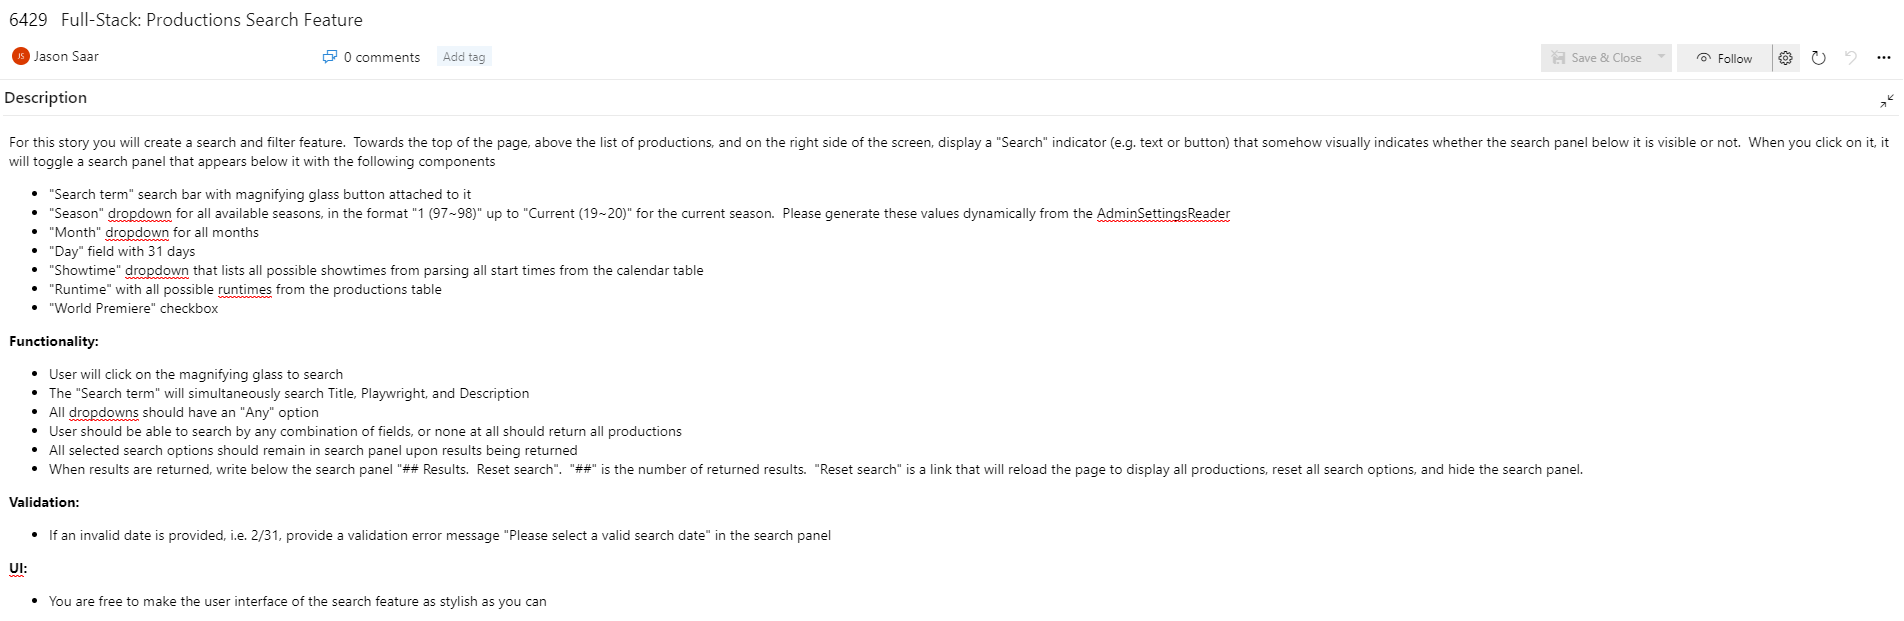 6429 Full-Stack: Productions Search Feature
JS Jason Saar 0 comments Add tag Save & Close Follow
Description
For this story you will create a search and filter feature. Towards the top of the page, above the list of productions, and on the right side of the screen, display a "Search" indicator (e.g. text or button) that somehow visually indicates whether the search panel below it is visible or not. When you click on it, it
will toggle a search panel that appears below it with the following components
• "Search term" search bar with magnifying glass button attached to it
• "Season" dropdown for all available seasons, in the format "1 (97~98)" up to "Current (19~20)" for the current season. Please generate these values dynamically from the AdminSettingsReader
• "Month" dropdown for all months
• "Day" field with 31 days
• "Showtime" dropdown that lists all possible showtimes from parsing all start times from the calendar table
• "Runtime" with all possible runtimes from the productions table
• "World Premiere" checkbox
Functionality:
• User will click on the magnifying glass to search
• The "Search term" will simultaneously search Title, Playwright, and Description
• All dropdowns should have an "Any" option
• User should be able to search by any combination of fields, or none at all should return all productions
• All selected search options should remain in search panel upon results being returned
• When results are returned, write below the search panel "## Results. Reset search". "##" is the number of returned results. "Reset search" is a link that will reload the page to display all productions, reset all search options, and hide the search panel.
Validation:
• If an invalid date is provided, i.e. 2/31, provide a validation error message "Please select a valid search date" in the search panel
UI:
• You are free to make the user interface of the search feature as stylish as you can